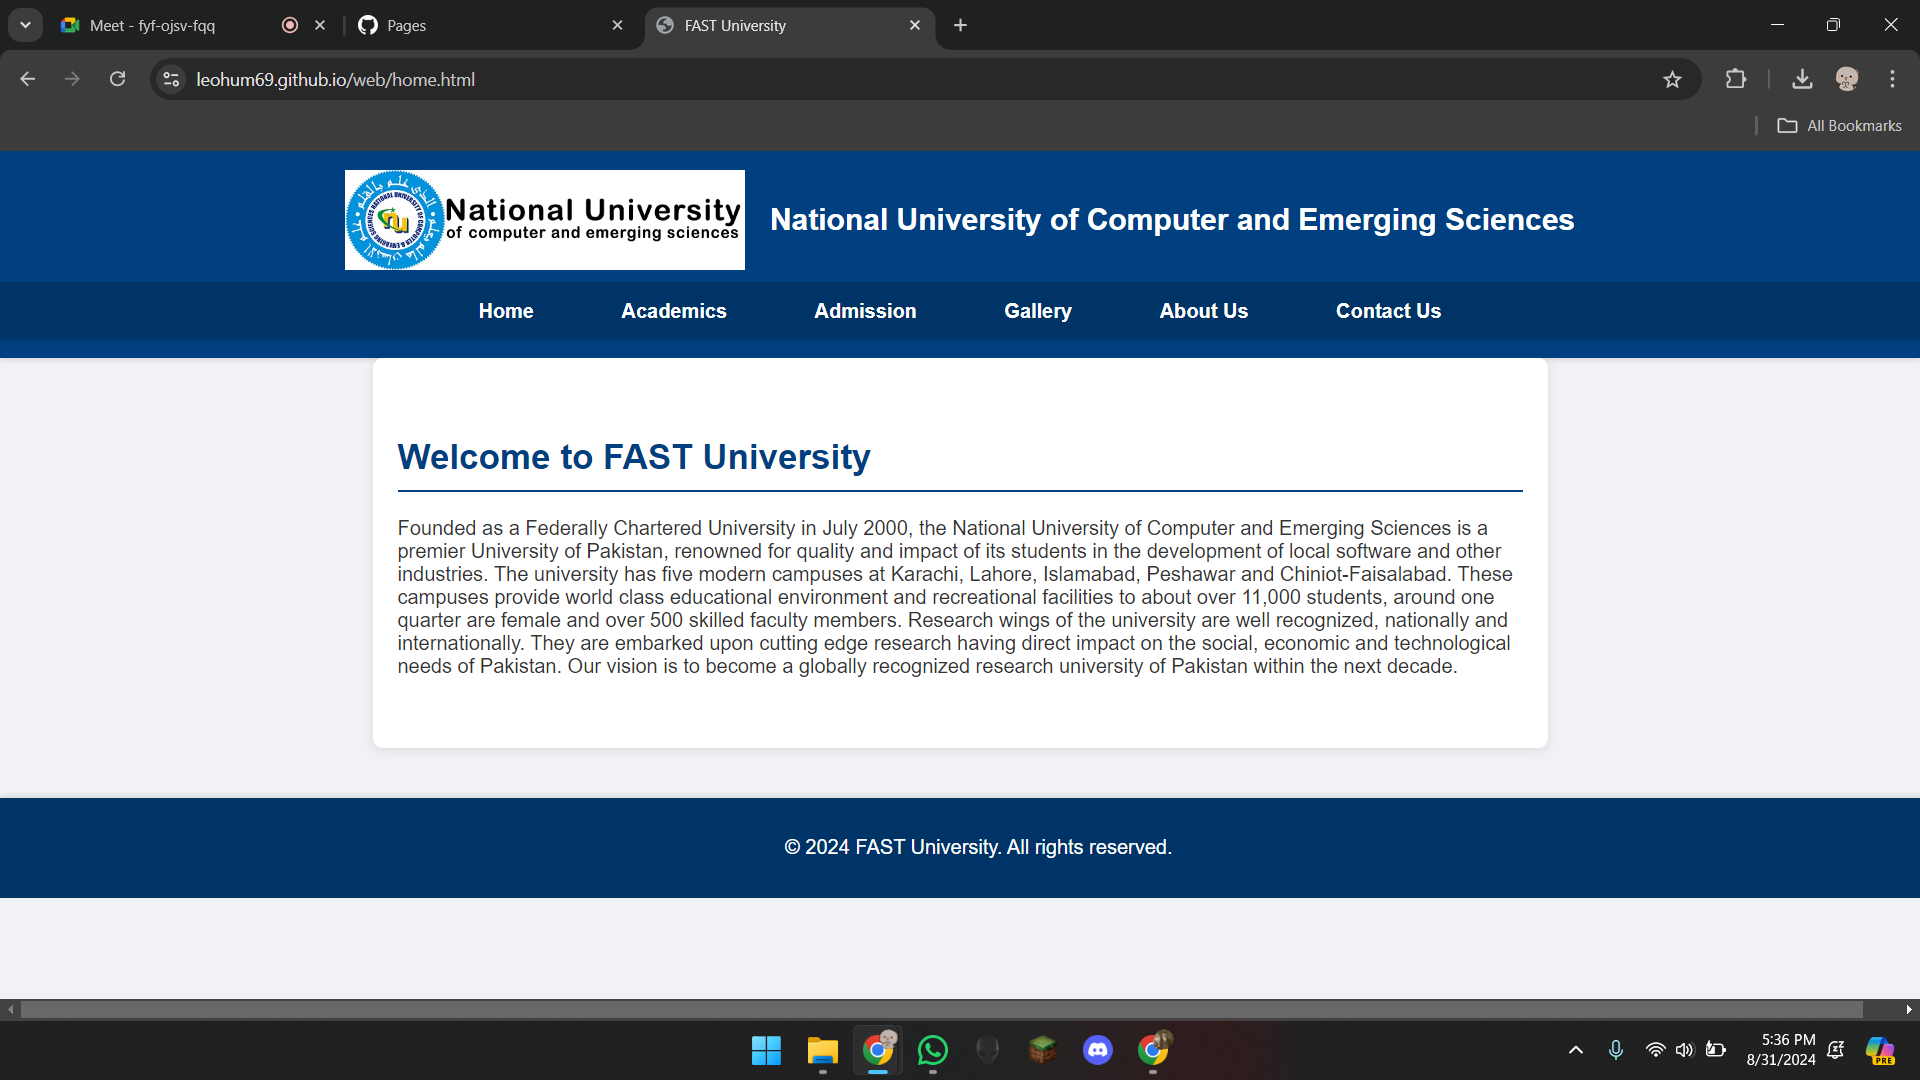 Meet - fyf-ojsv-fqq
Pages
FAST University
leohum69.github.io/web/home.html
All Bookmarks
National University
of computer and emerging sciences
National University of Computer and Emerging Sciences
Home
Academics
Admission
Gallery
About Us
Contact Us
Welcome to FAST University
Founded as a Federally Chartered University in July 2000, the National University of Computer and Emerging Sciences is a
premier University of Pakistan, renowned for quality and impact of its students in the development of local software and other
industries. The university has five modern campuses at Karachi, Lahore, Islamabad, Peshawar and Chiniot-Faisalabad. These
campuses provide world class educational environment and recreational facilities to about over 11,000 students, around one
quarter are female and over 500 skilled faculty members. Research wings of the university are well recognized, nationally and
internationally. They are embarked upon cutting edge research having direct impact on the social, economic and technological
needs of Pakistan. Our vision is to become a globally recognized research university of Pakistan within the next decade.
© 2024 FAST University. All rights reserved.
5:36 PM
8/31/2024
PRE